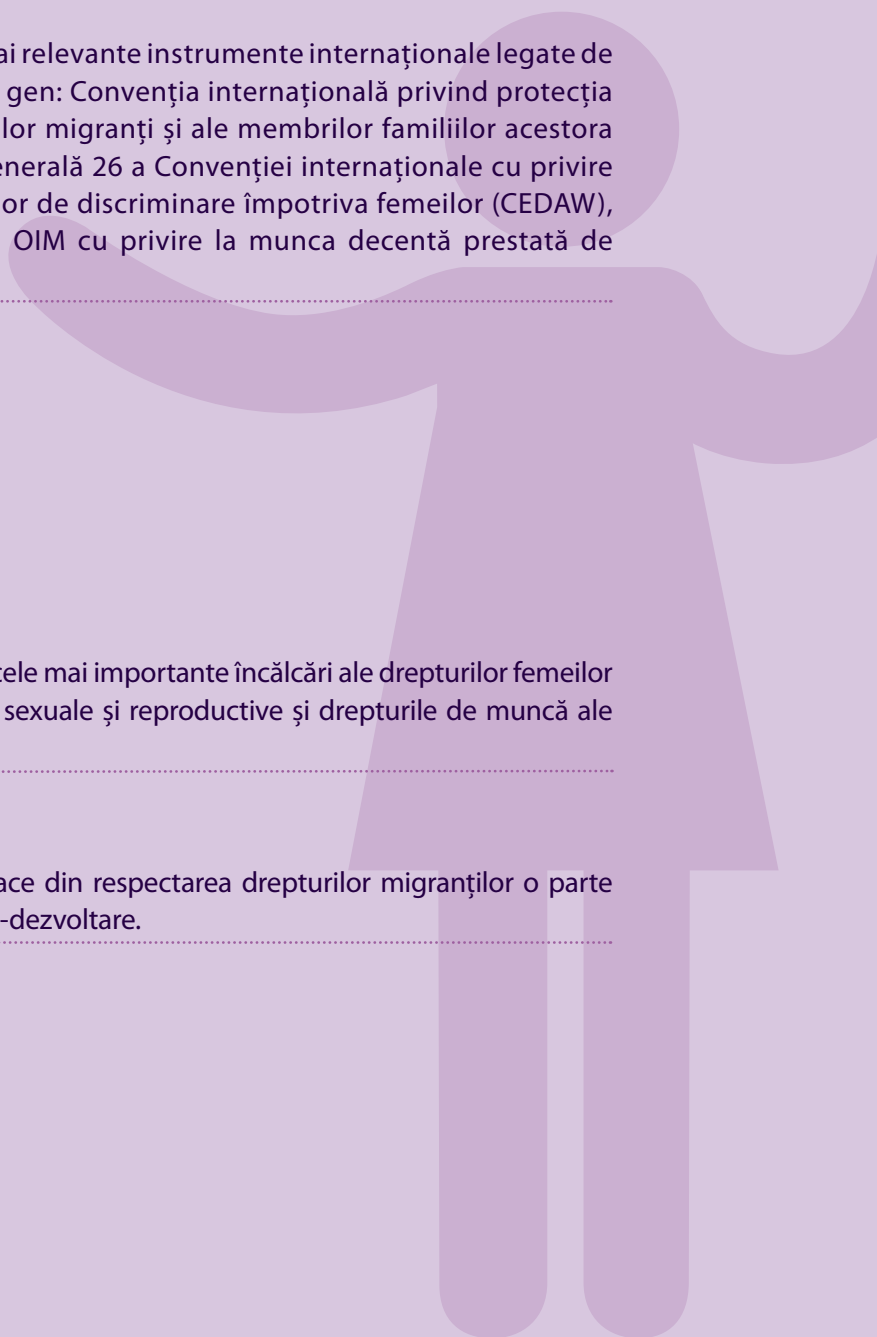 ai relevante instrumente internaționale legate de
gen: Convenția internațională privind protecția
lor migranți și ale membrilor familiilor acestora
enerală 26 a Convenției internaționale cu privire
or de discriminare împotriva femeilor (CEDAW),
OIM cu privire la munca decentă prestată de
cele mai importante încălcări ale drepturilor femeilor
sexuale și reproductive și drepturile de muncă ale
ace din respectarea drepturilor migranților o parte
-dezvoltare.